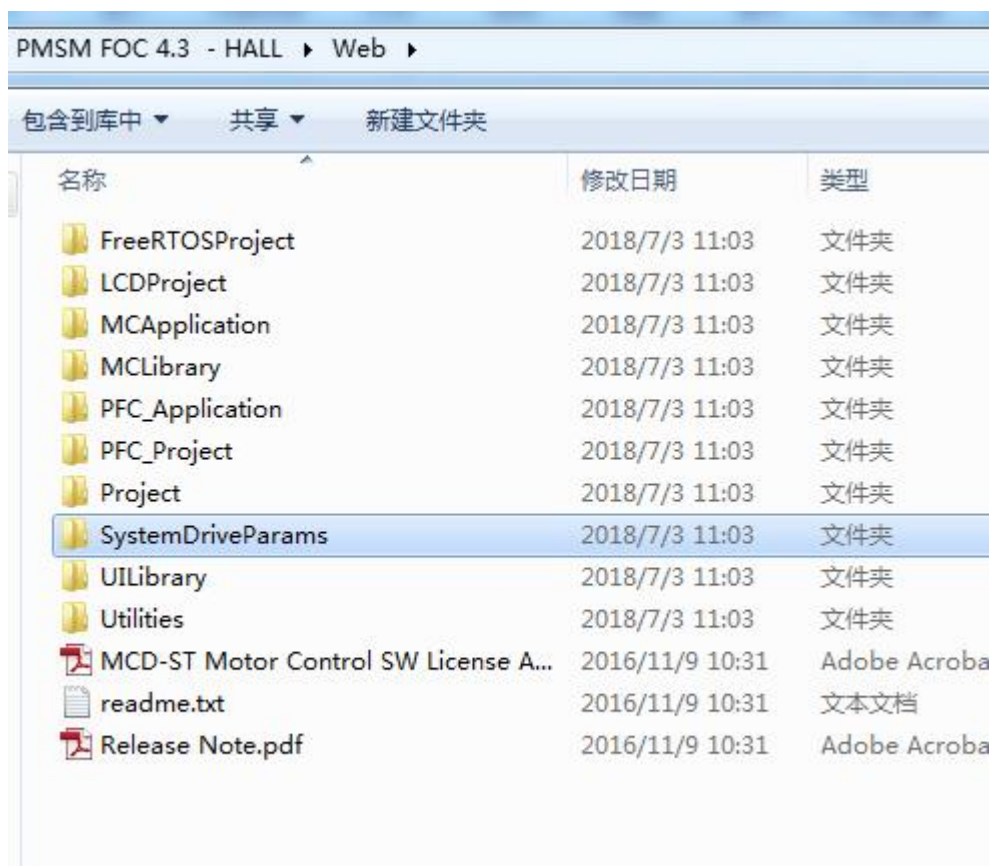 PMSM FOC 4.3 - HALL ▸ Web ▸
包含到库中 ▼ 共享 ▼ 新建文件夹
名称 修改日期 类型
FreeRTOSProject 2018/7/3 11:03 文件夹
LCDProject 2018/7/3 11:03 文件夹
MCApplication 2018/7/3 11:03 文件夹
MCLibrary 2018/7/3 11:03 文件夹
PFC_Application 2018/7/3 11:03 文件夹
PFC_Project 2018/7/3 11:03 文件夹
Project 2018/7/3 11:03 文件夹
SystemDriveParams 2018/7/3 11:03 文件夹
UILibrary 2018/7/3 11:03 文件夹
Utilities 2018/7/3 11:03 文件夹
MCD-ST Motor Control SW License A... 2016/11/9 10:31 Adobe Acroba
readme.txt 2016/11/9 10:31 文本文档
Release Note.pdf 2016/11/9 10:31 Adobe Acroba